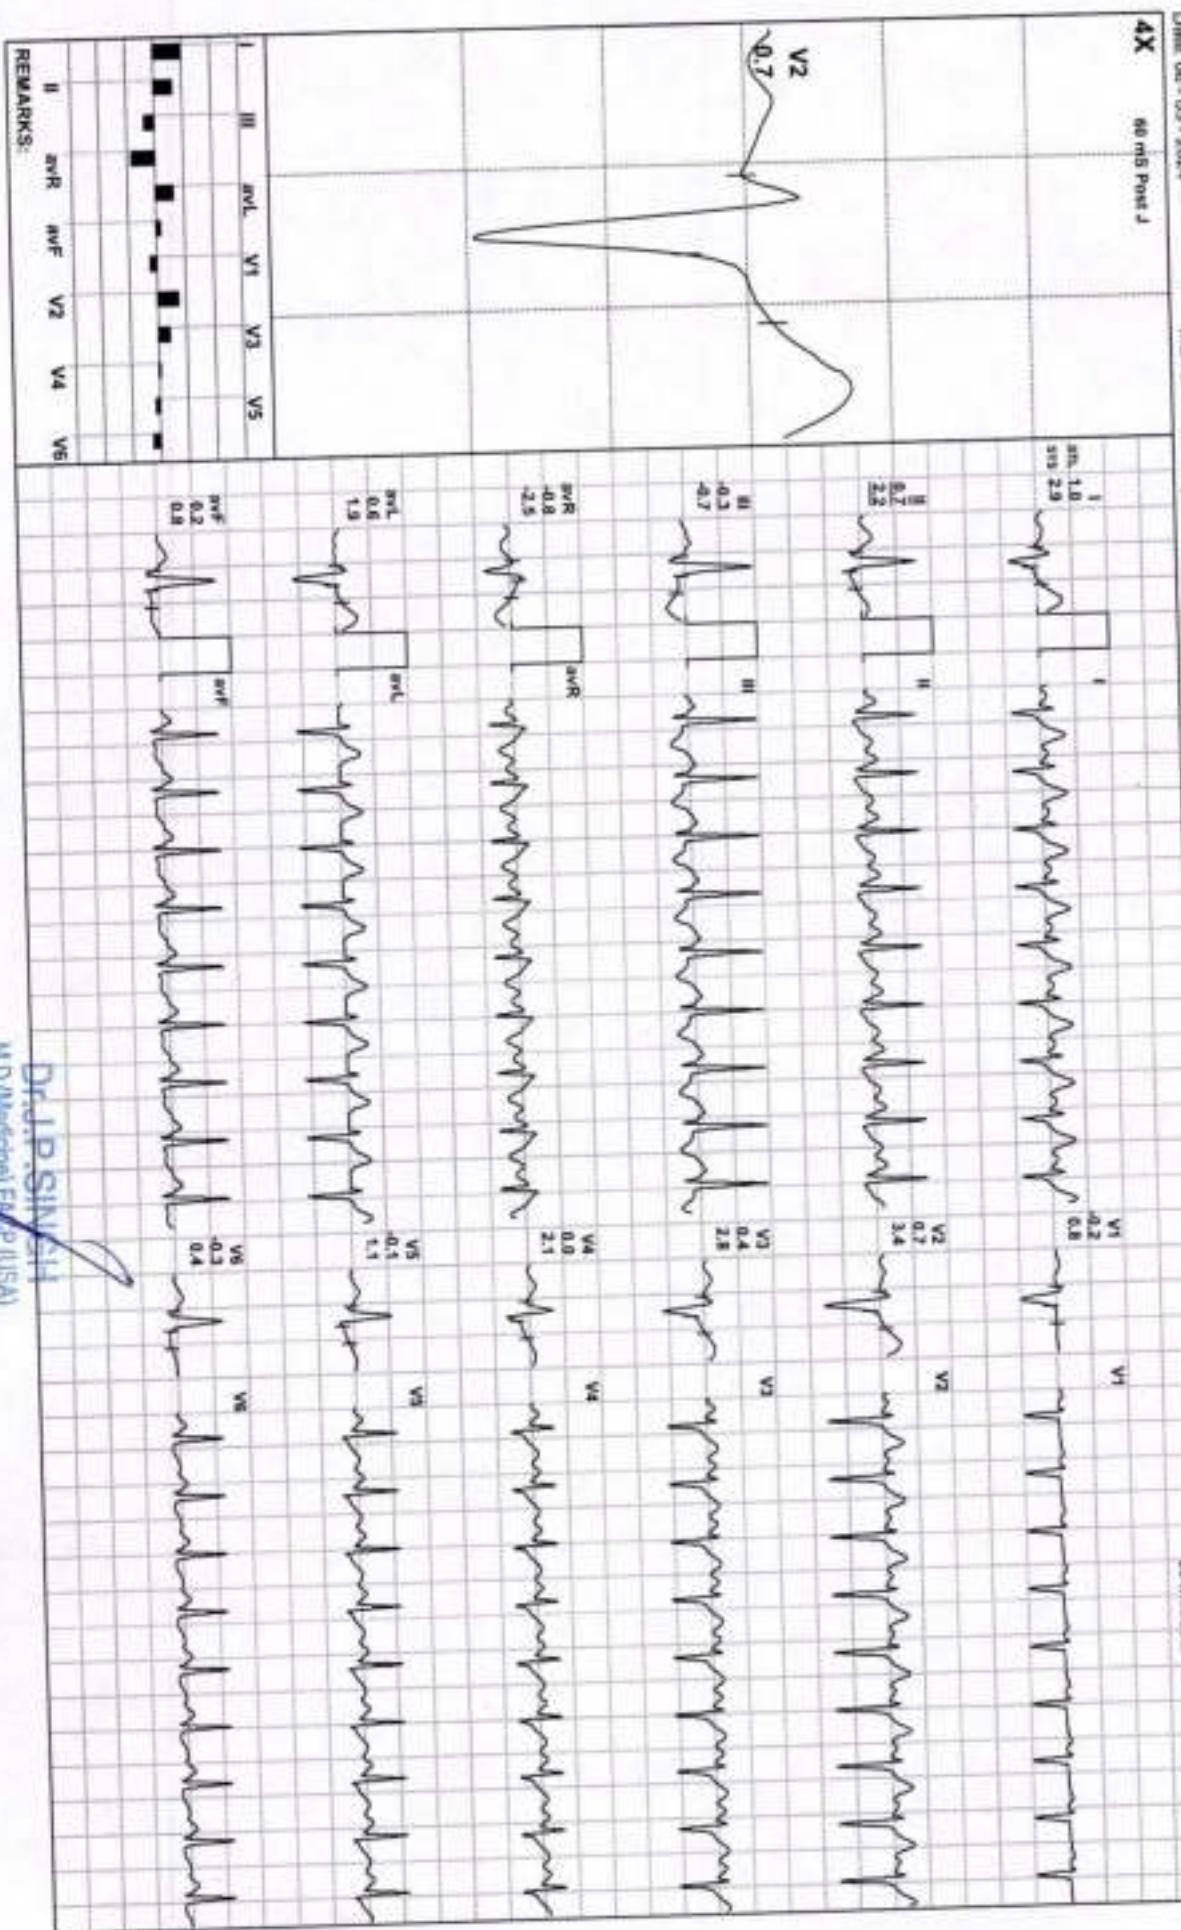 4X
60 mS Post J
V2
0.7
I
III
avL
V1
V3
V5
II
avR
avF
V2
V4
V6
REMARKS:
I
1.0
2.9
II
0.7
2.2
III
-0.3
-0.7
avR
-0.8
-2.5
avL
0.6
1.9
avF
0.2
0.8
I
II
III
avR
avL
avF
V1
-0.2
0.8
V2
0.7
3.4
V3
0.4
2.8
V4
0.0
2.1
V5
-0.1
1.1
V6
-0.3
0.4
V1
V2
V3
V4
V5
V6
Dr.J.P.SINGH